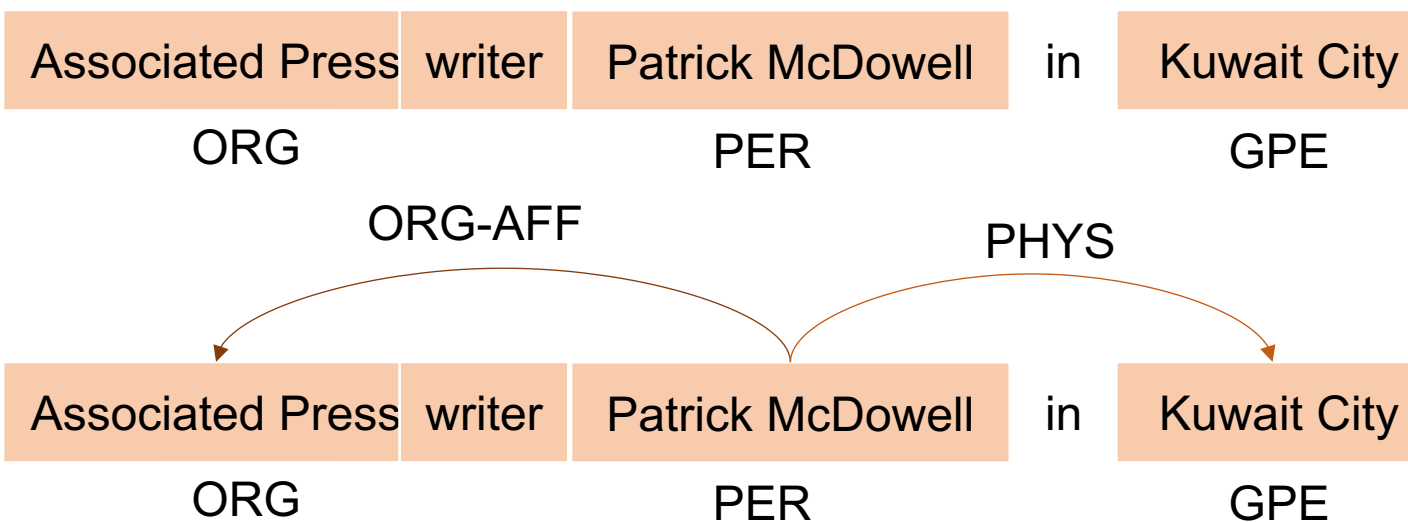 Associated Press writer Patrick McDowell in Kuwait City
ORG PER GPE
ORG-AFF PHYS
Associated Press writer Patrick McDowell in Kuwait City
ORG PER GPE